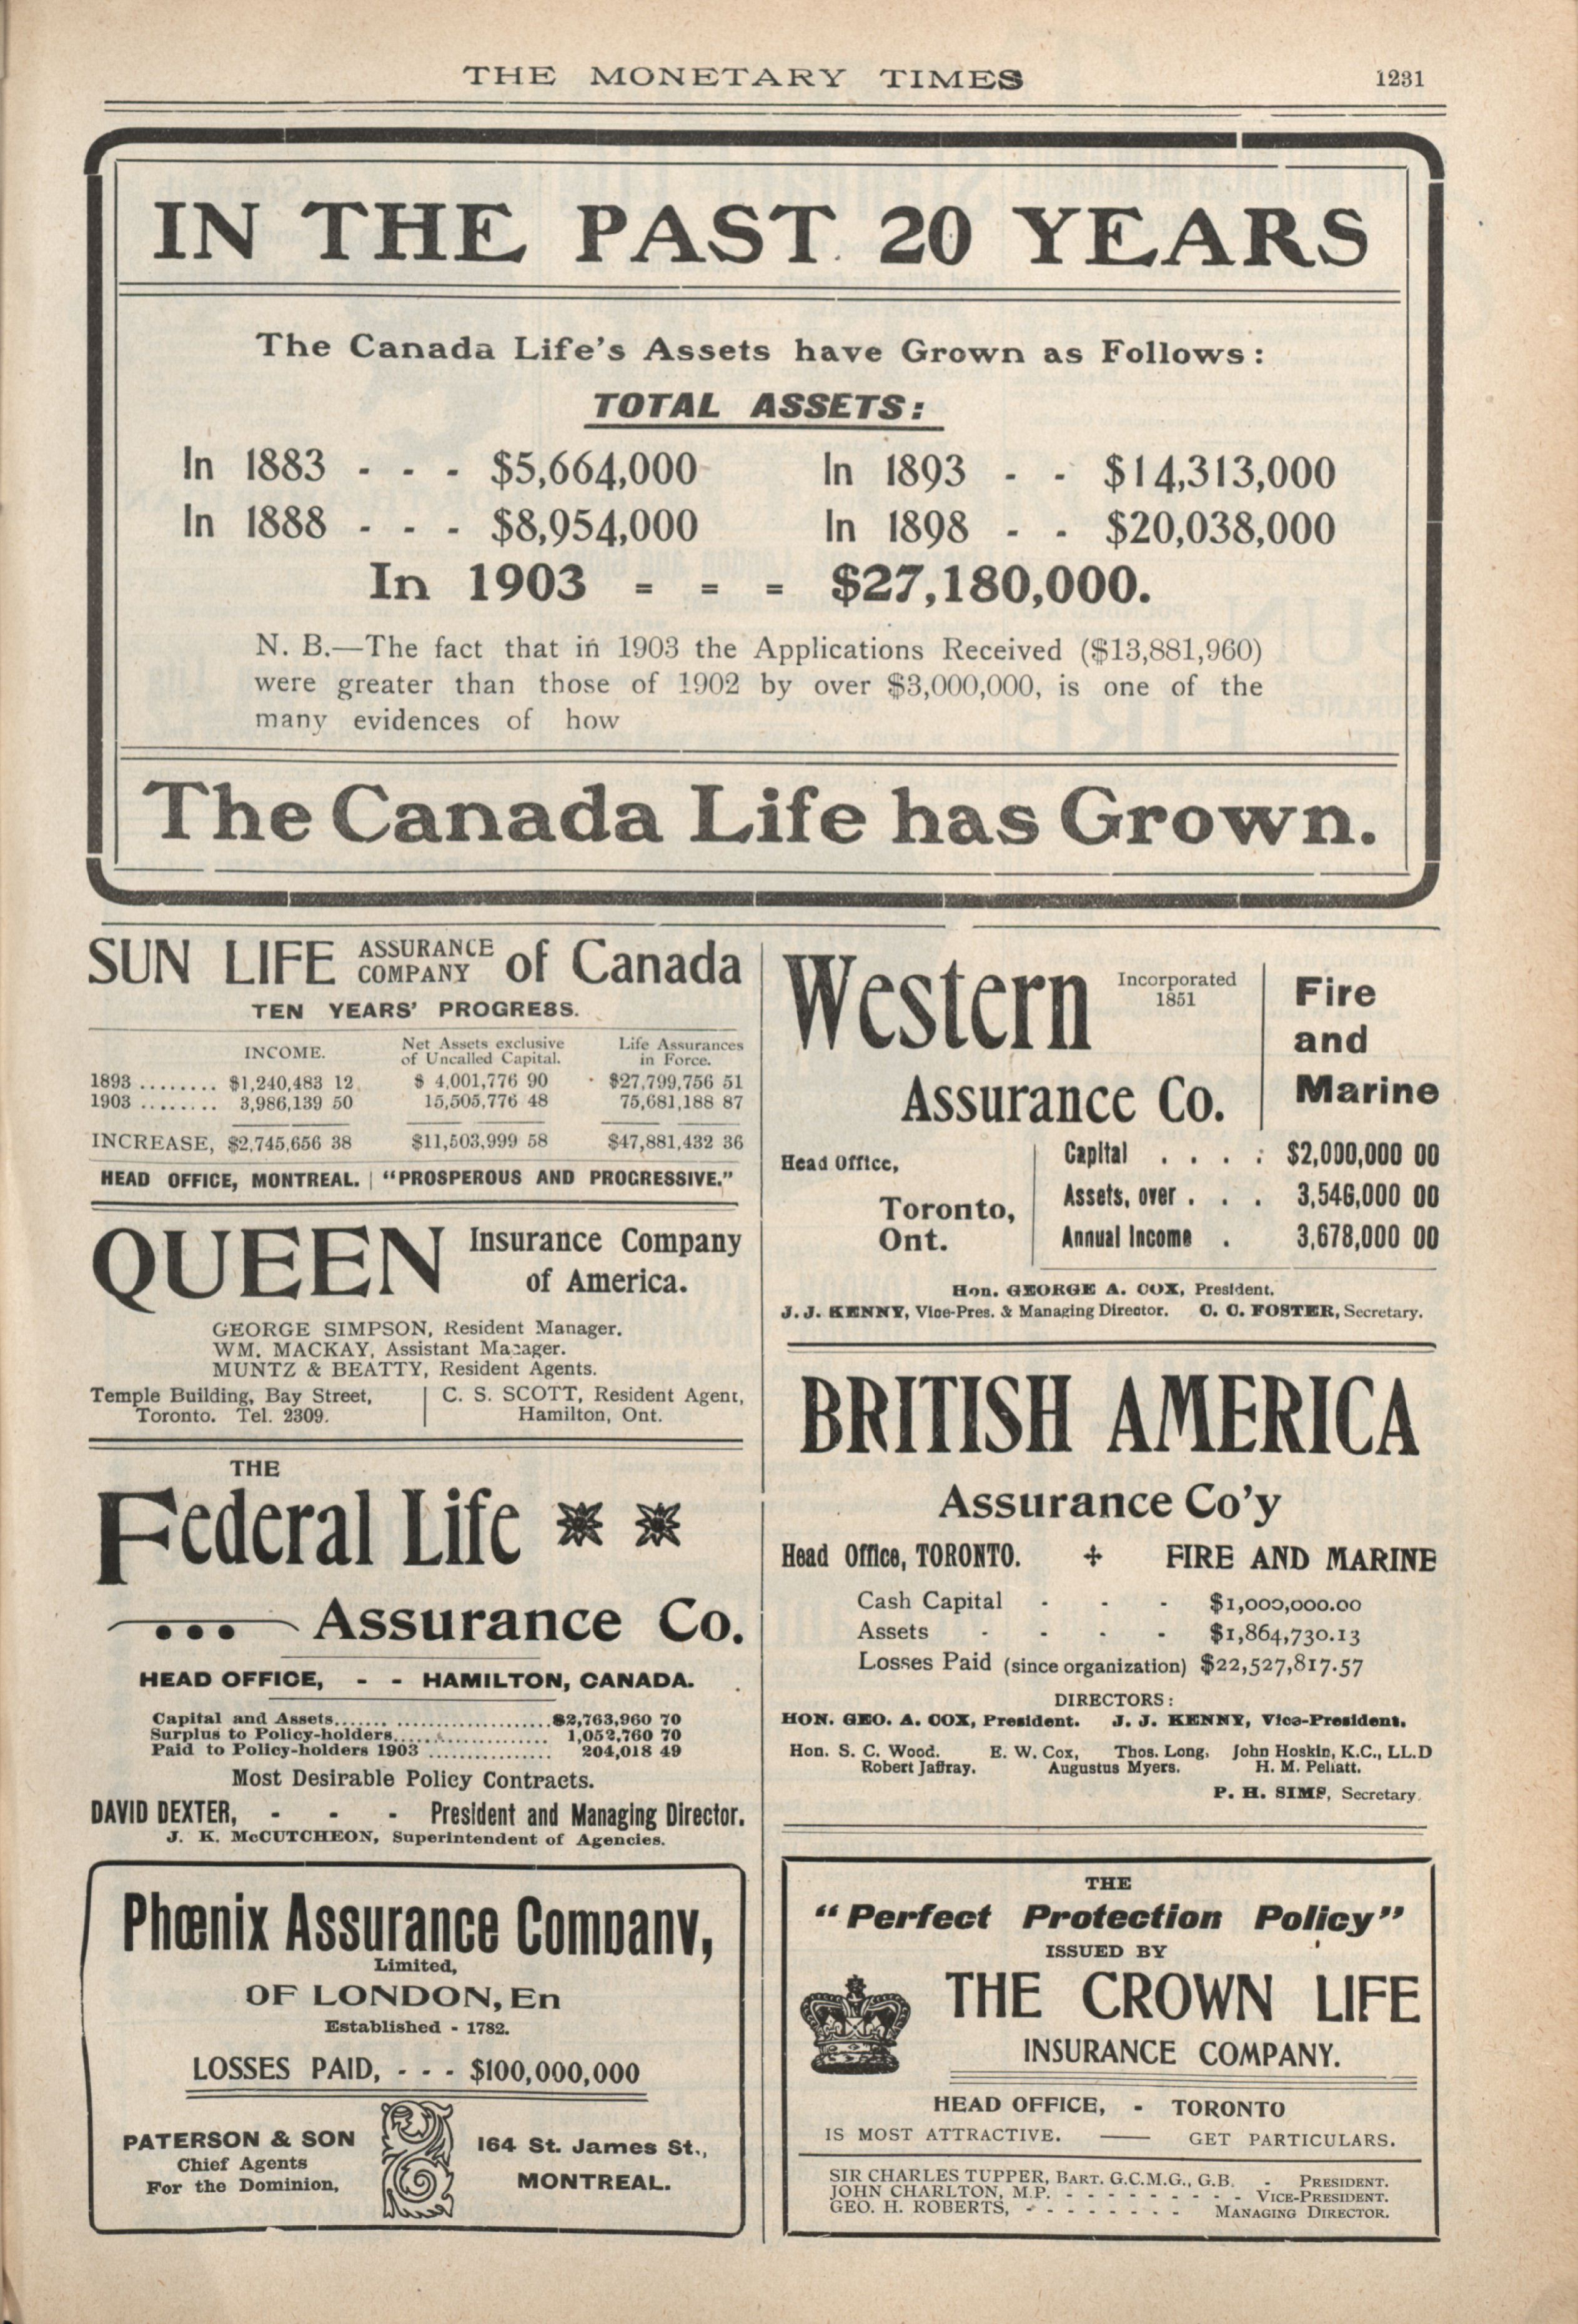 THE MONETARY TIMES 1231
IN THE PAST 20 YEARS
The Canada Life's Assets have Grown as Follows:
TOTAL ASSETS:
In 1883 - - - $5,664,000 In 1893 - - $14,313,000
In 1888 - - - $8,954,000 In 1898 - - $20,038,000
In 1903 - - - $27,180,000.
N. B.—The fact that in 1903 the Applications Received ($13,881,960)
were greater than those of 1902 by over $3,000,000, is one of the
many evidences of how
The Canada Life has Grown.
SUN LIFE ASSURANCE COMPANY of Canada
TEN YEARS' PROGRESS.
INCOME. Net Assets exclusive of Uncalled Capital. Life Assurances in Force.
1893 ........ $1,240,483 12 $ 4,001,776 90 $27,799,756 51
1903 ........ 3,986,139 50 15,505,776 48 75,681,188 87
INCREASE, $2,745,656 38 $11,503,999 58 $47,881,432 36
HEAD OFFICE, MONTREAL. | "PROSPEROUS AND PROGRESSIVE."
QUEEN Insurance Company
of America.
GEORGE SIMPSON, Resident Manager.
WM. MACKAY, Assistant Manager.
MUNTZ & BEATTY, Resident Agents.
Temple Building, Bay Street, | C. S. SCOTT, Resident Agent,
Toronto. Tel. 2309. | Hamilton, Ont.
THE
Federal Life
... Assurance Co.
HEAD OFFICE, - - HAMILTON, CANADA.
Capital and Assets...........................$2,763,960 70
Surplus to Policy-holders...................... 1,052,760 70
Paid to Policy-holders 1903 ............... 204,018 49
Most Desirable Policy Contracts.
DAVID DEXTER, - - - President and Managing Director.
J. K. McCUTCHEON, Superintendent of Agencies.
Phœnix Assurance Company,
Limited,
OF LONDON, En
Established - 1782.
LOSSES PAID, - - - $100,000,000
PATERSON & SON
Chief Agents
For the Dominion,
164 St. James St.,
MONTREAL.
Western Incorporated 1851
Assurance Co.
Fire
and
Marine
Head Office,
Toronto,
Ont.
Capital . . . . $2,000,000 00
Assets, over . . . 3,546,000 00
Annual Income . 3,678,000 00
Hon. GEORGE A. COX, President.
J. J. KENNY, Vice-Pres. & Managing Director. C. C. FOSTER, Secretary.
BRITISH AMERICA
Assurance Co'y
Head Office, TORONTO. ✢ FIRE AND MARINE
Cash Capital - - - $1,000,000.00
Assets - - - - $1,864,730.13
Losses Paid (since organization) $22,527,817.57
DIRECTORS:
HON. GEO. A. COX, President. J. J. KENNY, Vice-President.
Hon. S. C. Wood. E. W. Cox, Thos. Long, John Hoskin, K.C., LL.D
Robert Jaffray. Augustus Myers. H. M. Pellatt.
P. H. SIMS, Secretary.
THE
"Perfect Protection Policy"
ISSUED BY
THE CROWN LIFE
INSURANCE COMPANY.
HEAD OFFICE, - TORONTO
IS MOST ATTRACTIVE. — GET PARTICULARS.
SIR CHARLES TUPPER, BART. G.C.M.G., G.B. - PRESIDENT.
JOHN CHARLTON, M.P. - - - - - - - - - VICE-PRESIDENT.
GEO. H. ROBERTS, - - - - - - - - MANAGING DIRECTOR.